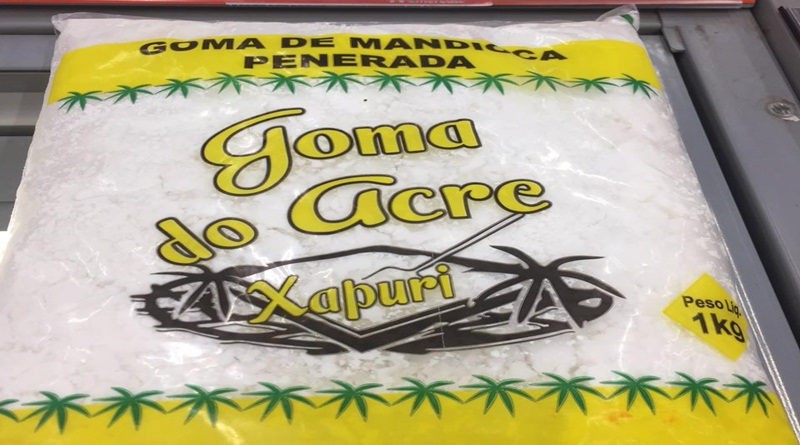 GOMA DE MANDIOCA
PENERADA
Goma
do Acre
Xapuri
Peso Líq.
1Kg